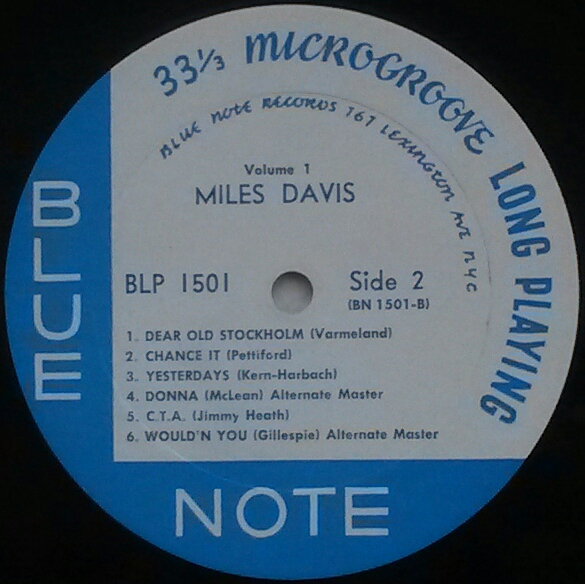 33⅓ MICROGROOVE LONG PLAYING
BLUE NOTE RECORDS 767 LEXINGTON AVE NYC
Volume 1
MILES DAVIS
BLP 1501
Side 2
(BN 1501-B)
1. DEAR OLD STOCKHOLM (Varmeland)
2. CHANCE IT (Pettiford)
3. YESTERDAYS (Kern-Harbach)
4. DONNA (McLean) Alternate Master
5. C.T.A. (Jimmy Heath)
6. WOULD'N YOU (Gillespie) Alternate Master
BLUE
NOTE